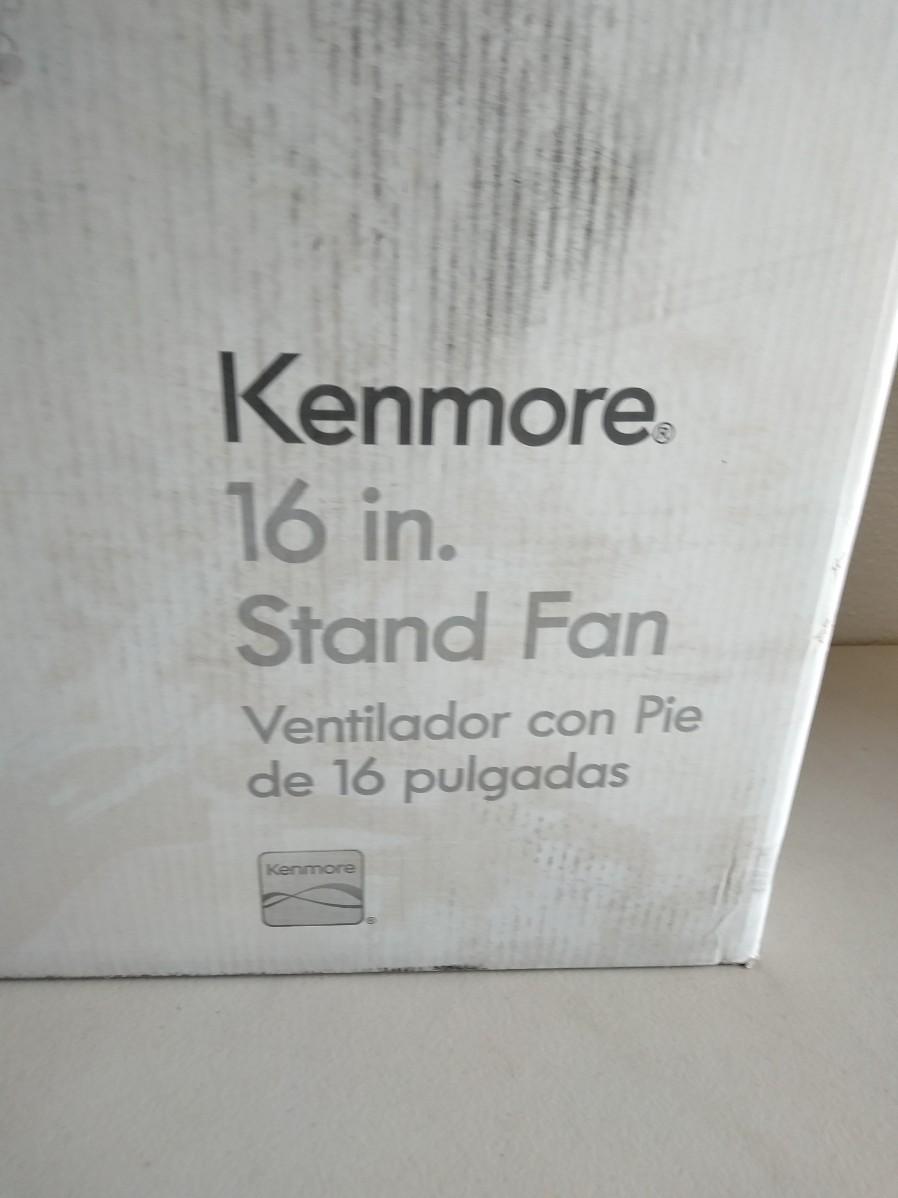 Kenmore®
16 in.
Stand Fan
Ventilador con Pie
de 16 pulgadas
Kenmore
®